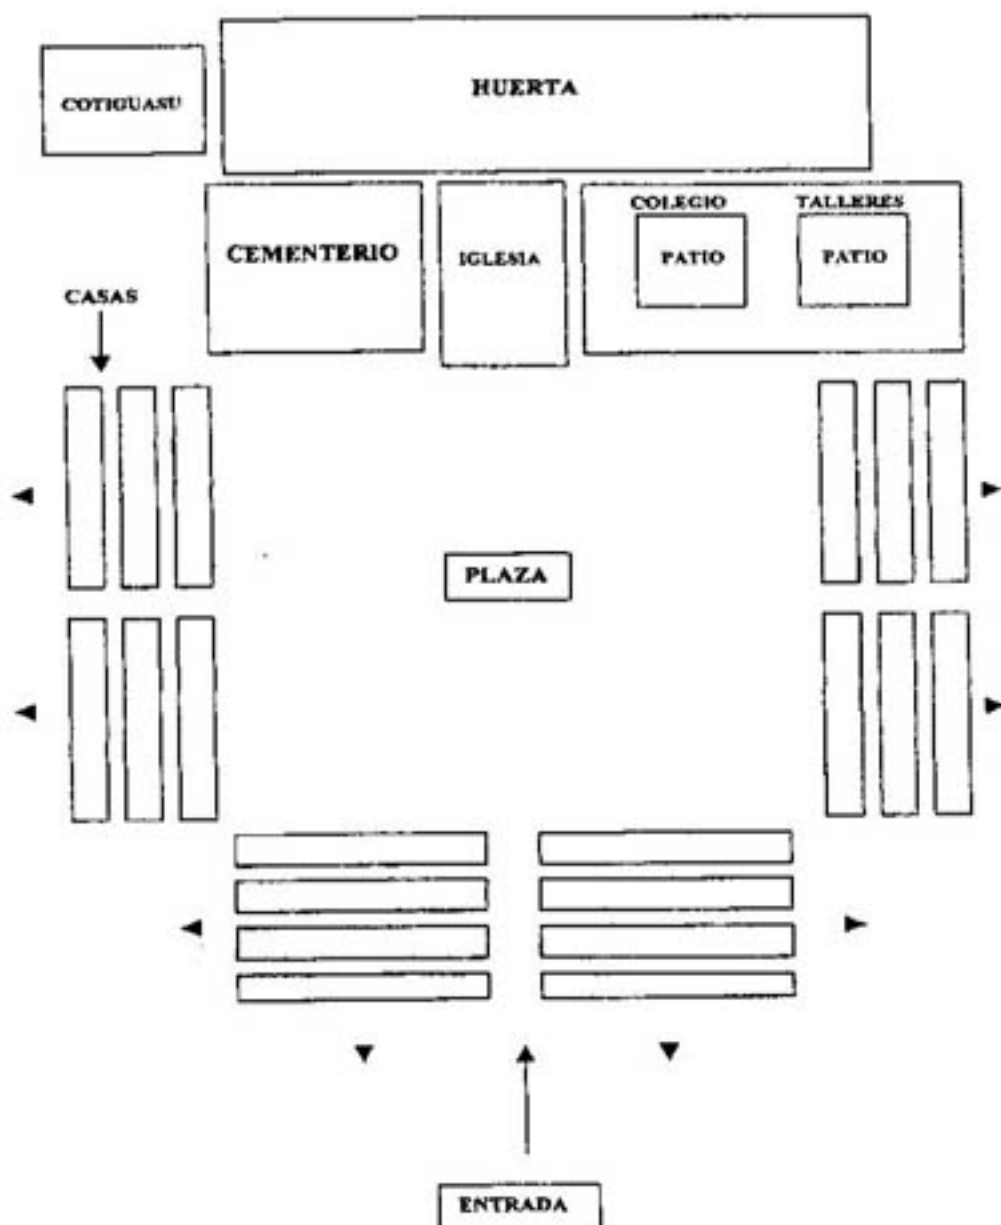 HUERTA
COTIGUASU
COLEGIO
TALLERES
CEMENTERIO
IGLESIA
PATIO
PATIO
CASAS
PLAZA
ENTRADA